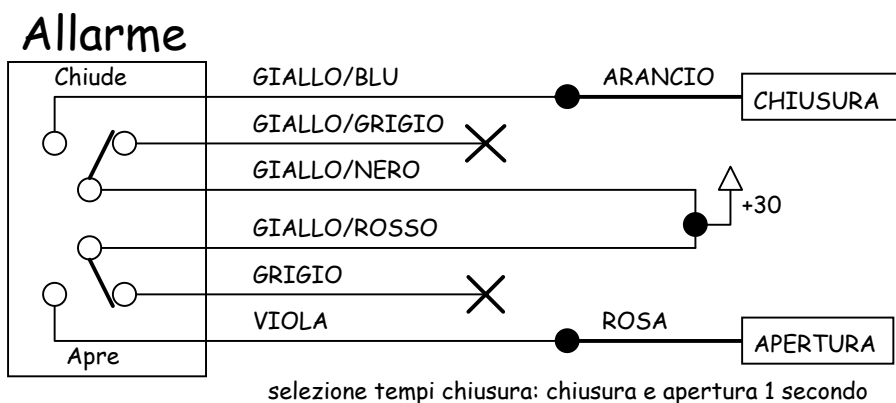 Allarme
Chiude
GIALLO/BLU
ARANCIO
CHIUSURA
GIALLO/GRIGIO
GIALLO/NERO
+30
GIALLO/ROSSO
GRIGIO
VIOLA
ROSA
APERTURA
Apre
selezione tempi chiusura: chiusura e apertura 1 secondo